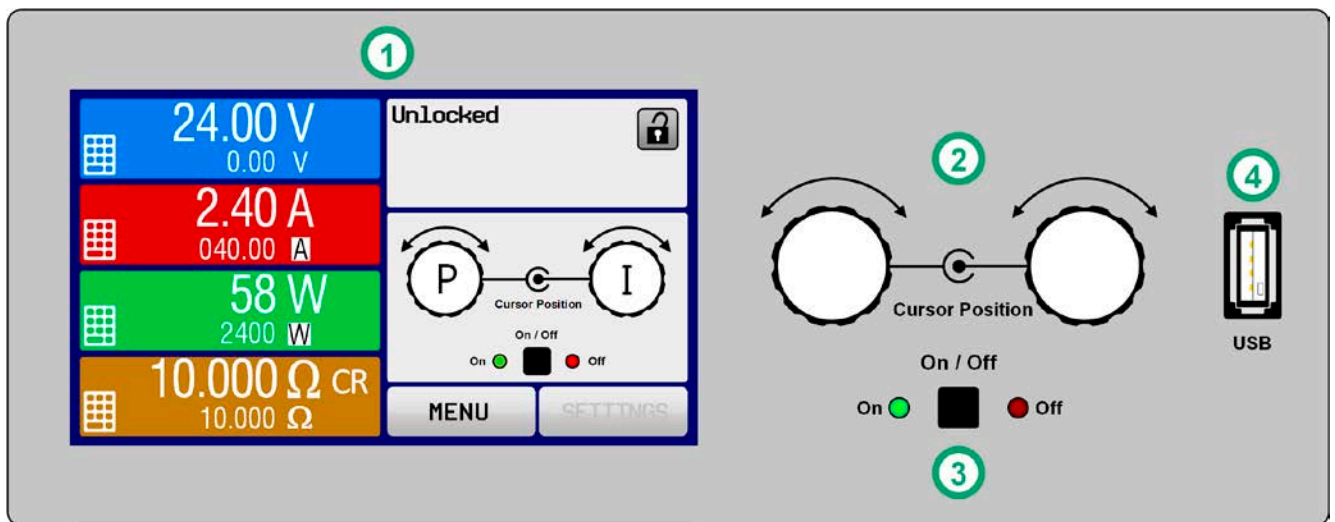 1
24.00 V
0.00 V
2.40 A
040.00 A
58 W
2400 W
10.000 Ω CR
10.000 Ω
Unlocked
P
I
Cursor Position
On / Off
On
Off
MENU
SETTINGS
2
Cursor Position
On / Off
On
Off
3
4
USB